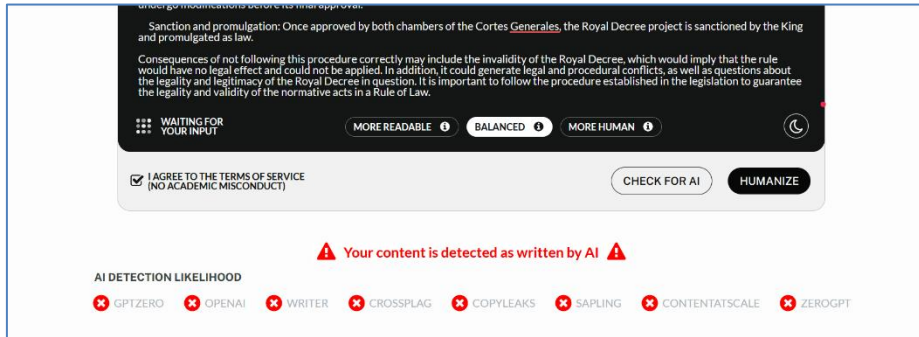 undergo modifications before its final approval.
Sanction and promulgation: Once approved by both chambers of the Cortes Generales, the Royal Decree project is sanctioned by the King
and promulgated as law.
Consequences of not following this procedure correctly may include the invalidity of the Royal Decree, which would imply that the rule
would have no legal effect and could not be applied. In addition, it could generate legal and procedural conflicts, as well as questions about
the legality and legitimacy of the Royal Decree in question. It is important to follow the procedure established in the legislation to guarantee
the legality and validity of the normative acts in a Rule of Law.
WAITING FOR
YOUR INPUT
MORE READABLE
BALANCED
MORE HUMAN
I AGREE TO THE TERMS OF SERVICE
(NO ACADEMIC MISCONDUCT)
CHECK FOR AI
HUMANIZE
Your content is detected as written by AI
AI DETECTION LIKELIHOOD
GPTZERO OPENAI WRITER CROSSPLAG COPYLEAKS SAPLING CONTENTATSCALE ZEROGPT